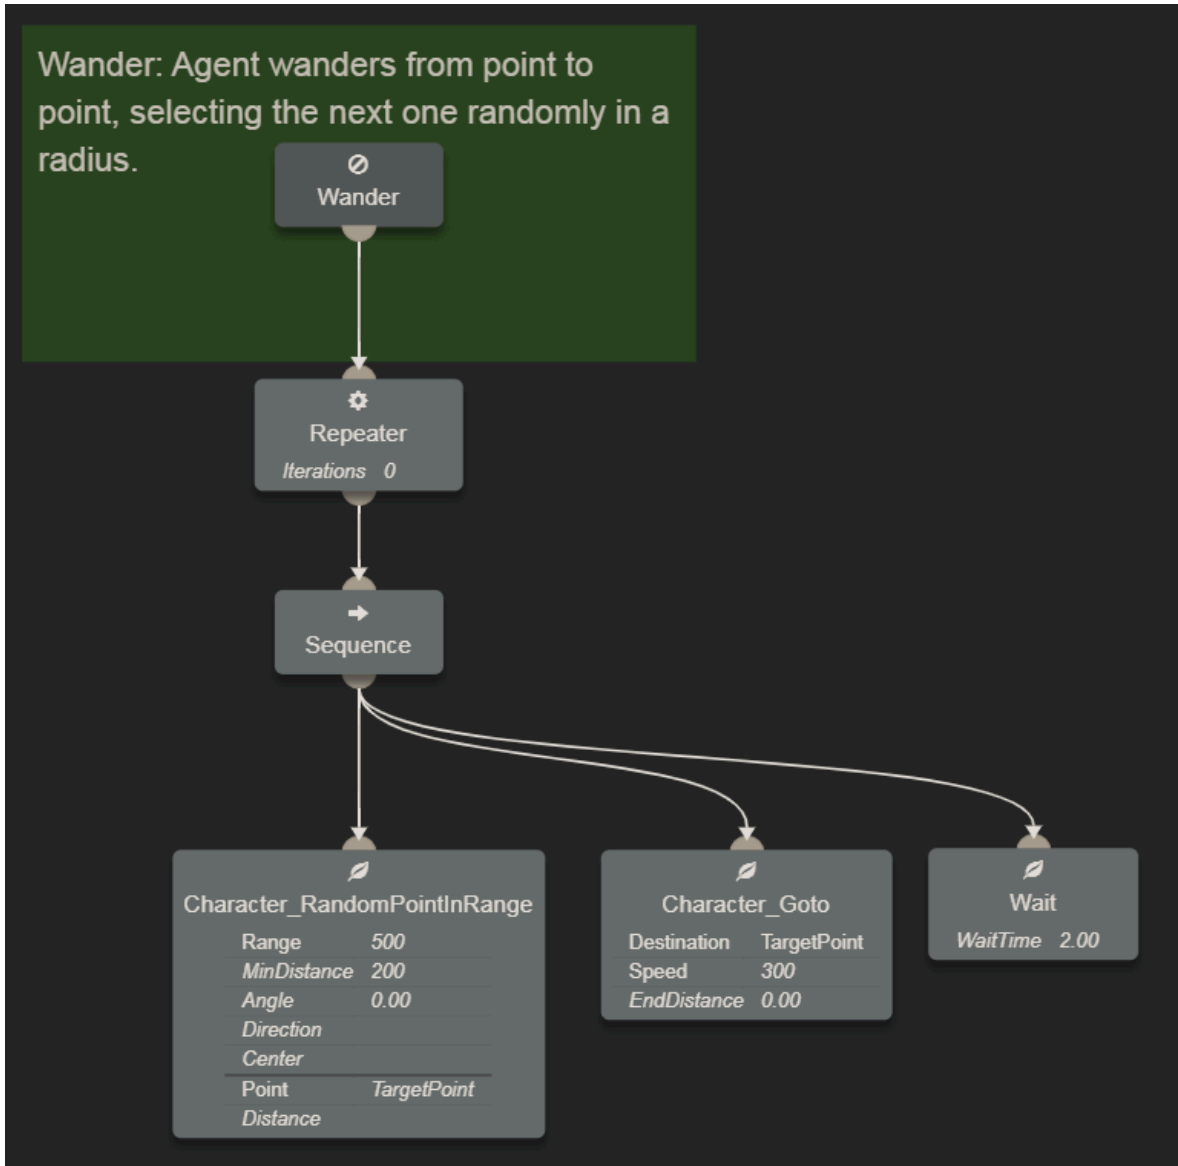 Wander: Agent wanders from point to
point, selecting the next one randomly in a
radius.
Wander
Repeater
Iterations 0
Sequence
Character_RandomPointInRange
Range 500
MinDistance 200
Angle 0.00
Direction
Center
Point TargetPoint
Distance
Character_Goto
Destination TargetPoint
Speed 300
EndDistance 0.00
Wait
WaitTime 2.00